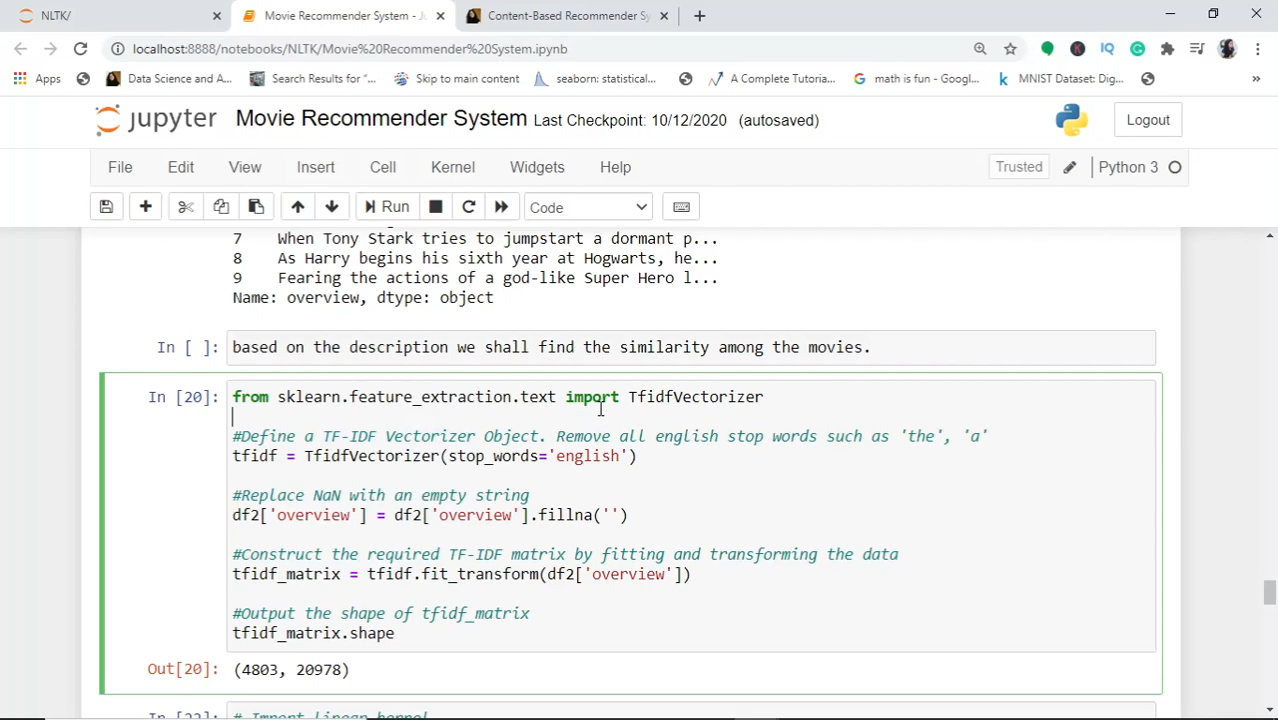 NLTK/
Movie Recommender System - Ju
Content-Based Recommender Sy
localhost:8888/notebooks/NLTK/Movie%20Recommender%20System.ipynb
Apps
Data Science and A...
Search Results for "...
Skip to main content
seaborn: statistical...
A Complete Tutoria...
math is fun - Googl...
MNIST Dataset: Dig...
»
jupyter Movie Recommender System Last Checkpoint: 10/12/2020 (autosaved)
Logout
File Edit View Insert Cell Kernel Widgets Help
Trusted
Python 3
Run
Code
7 When Tony Stark tries to jumpstart a dormant p...
8 As Harry begins his sixth year at Hogwarts, he...
9 Fearing the actions of a god-like Super Hero l...
Name: overview, dtype: object
In [ ]: based on the description we shall find the similarity among the movies.
In [20]: from sklearn.feature_extraction.text import TfidfVectorizer
#Define a TF-IDF Vectorizer Object. Remove all english stop words such as 'the', 'a'
tfidf = TfidfVectorizer(stop_words='english')
#Replace NaN with an empty string
df2['overview'] = df2['overview'].fillna('')
#Construct the required TF-IDF matrix by fitting and transforming the data
tfidf_matrix = tfidf.fit_transform(df2['overview'])
#Output the shape of tfidf_matrix
tfidf_matrix.shape
Out[20]: (4803, 20978)
In [22]: # Import linear kernel